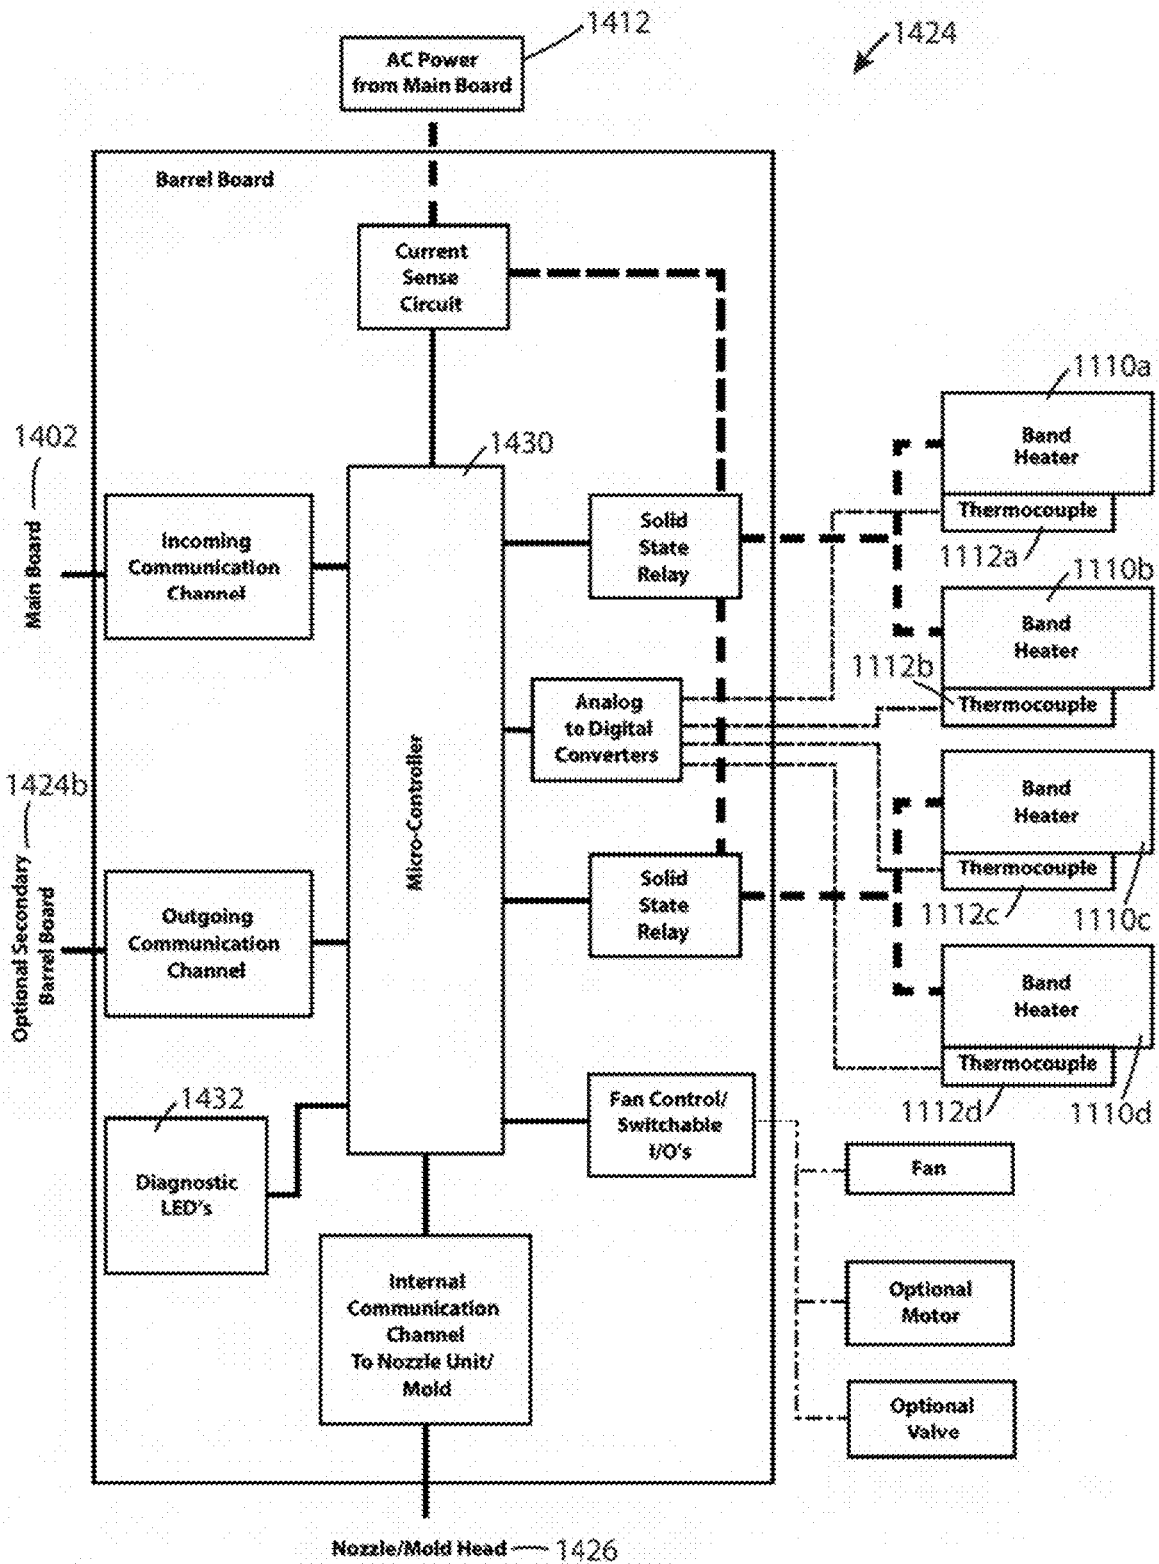 1412
1424
AC Power
from Main Board
Barrel Board
Current
Sense
Circuit
1110a
Band
Heater
Thermocouple
1112a
1402
Main Board
1430
Incoming
Communication
Channel
Solid
State
Relay
1110b
Band
Heater
1112b
Thermocouple
Analog
to Digital
Converters
Micro-Controller
1424b
Optional Secondary
Barrel Board
Band
Heater
Thermocouple
1112c
1110c
Outgoing
Communication
Channel
Solid
State
Relay
Band
Heater
Thermocouple
1112d
1110d
1432
Diagnostic
LED's
Fan Control/
Switchable
I/O's
Fan
Optional
Motor
Optional
Valve
Internal
Communication
Channel
To Nozzle Unit/
Mold
Nozzle/Mold Head
1426